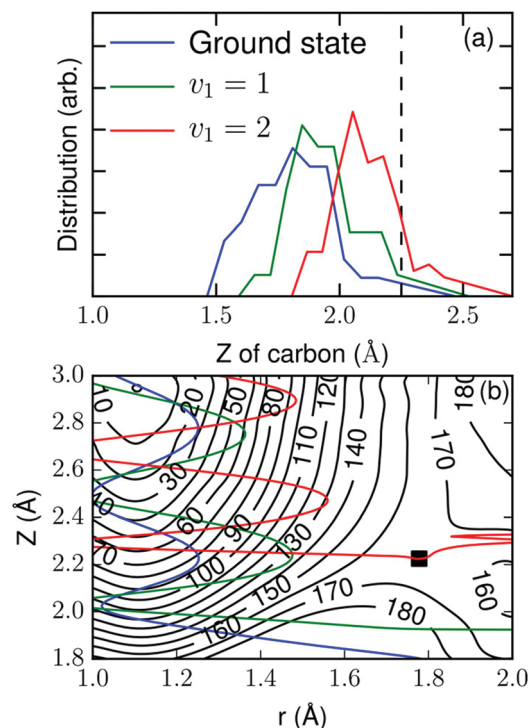 (a)
Ground state
v₁ = 1
v₁ = 2
Distribution (arb.)
1.0 1.5 2.0 2.5
Z of carbon (Å)
(b)
3.0
2.8
2.6
2.4
2.2
2.0
1.8
Z (Å)
10 20 50 80 120 180
110 140 170
30
40 60 130
10 90
100 150 170 160
160 180
1.0 1.2 1.4 1.6 1.8 2.0
r (Å)